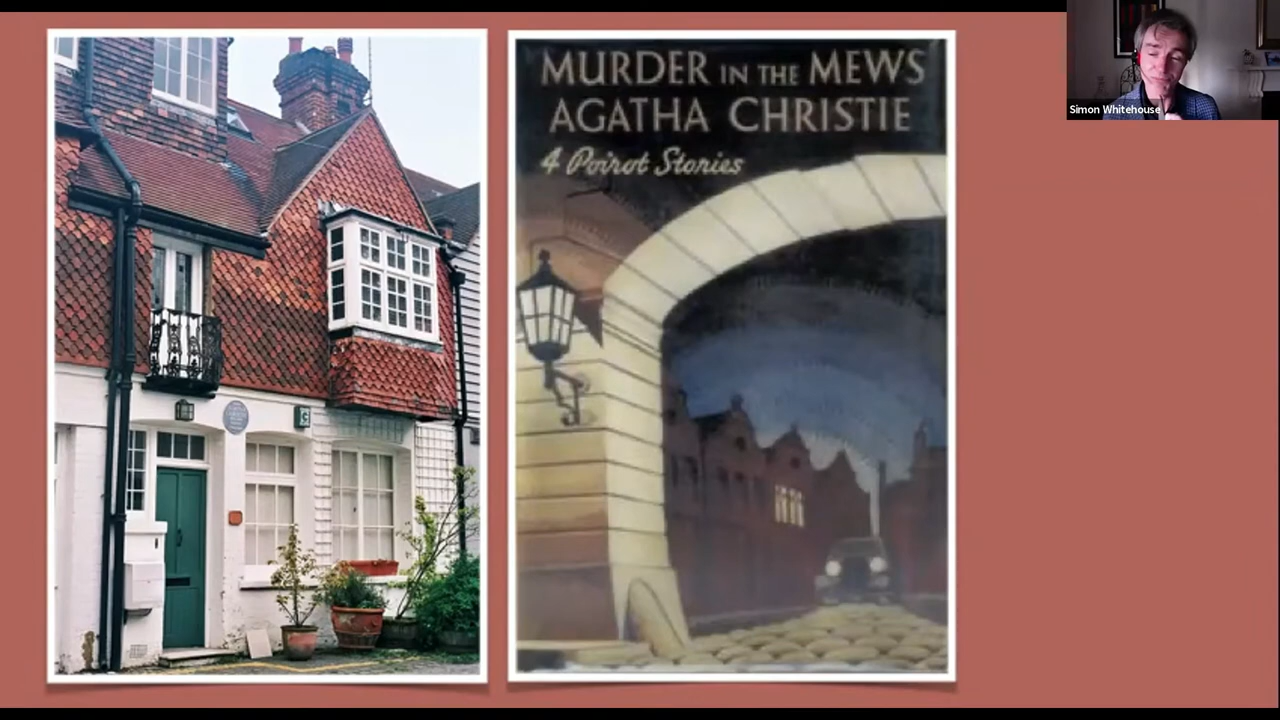 MURDER IN THE MEWS
AGATHA CHRISTIE
4 Poirot Stories
Simon Whitehouse